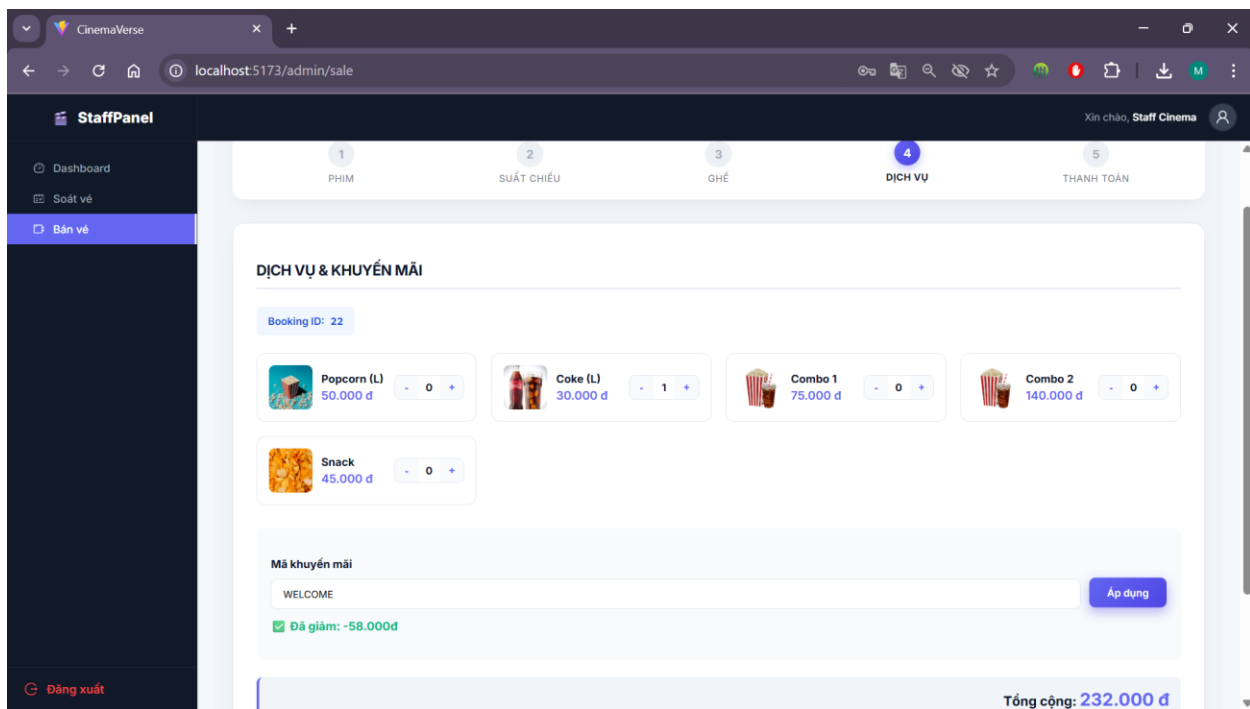 CinemaVerse
localhost:5173/admin/sale
M
StaffPanel
Xin chào, Staff Cinema
Dashboard
Soát vé
Bán vé
Đăng xuất
1 2 3 4 5
PHIM SUẤT CHIẾU GHẾ DỊCH VỤ THANH TOÁN
DỊCH VỤ & KHUYẾN MÃI
Booking ID: 22
Popcorn (L)
50.000 đ
- 0 +
Coke (L)
30.000 đ
- 1 +
Combo 1
75.000 đ
- 0 +
Combo 2
140.000 đ
- 0 +
Snack
45.000 đ
- 0 +
Mã khuyến mãi
WELCOME
Áp dụng
Đã giảm: -58.000đ
Tổng cộng: 232.000 đ